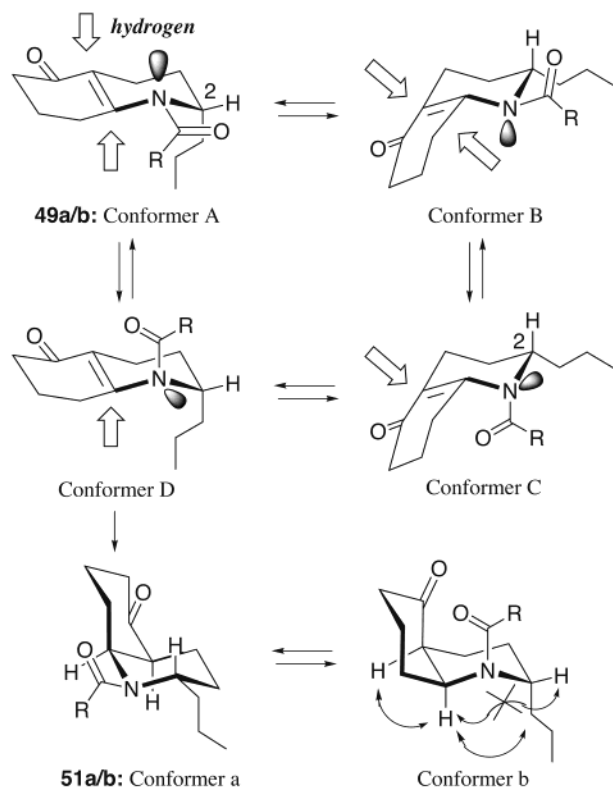 hydrogen
O
2
H
N
O
R
49a/b: Conformer A
H
O
N
R
O
Conformer B
O
R
O
N
H
Conformer D
H
2
N
O
O
R
Conformer C
O
H
O
H
N
H
R
51a/b: Conformer a
O
O
R
H
N
H
H
Conformer b